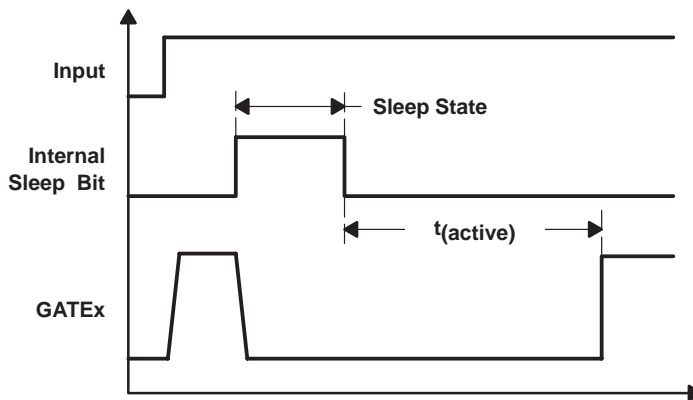 Input
Sleep State
Internal
Sleep Bit
t(active)
GATEx